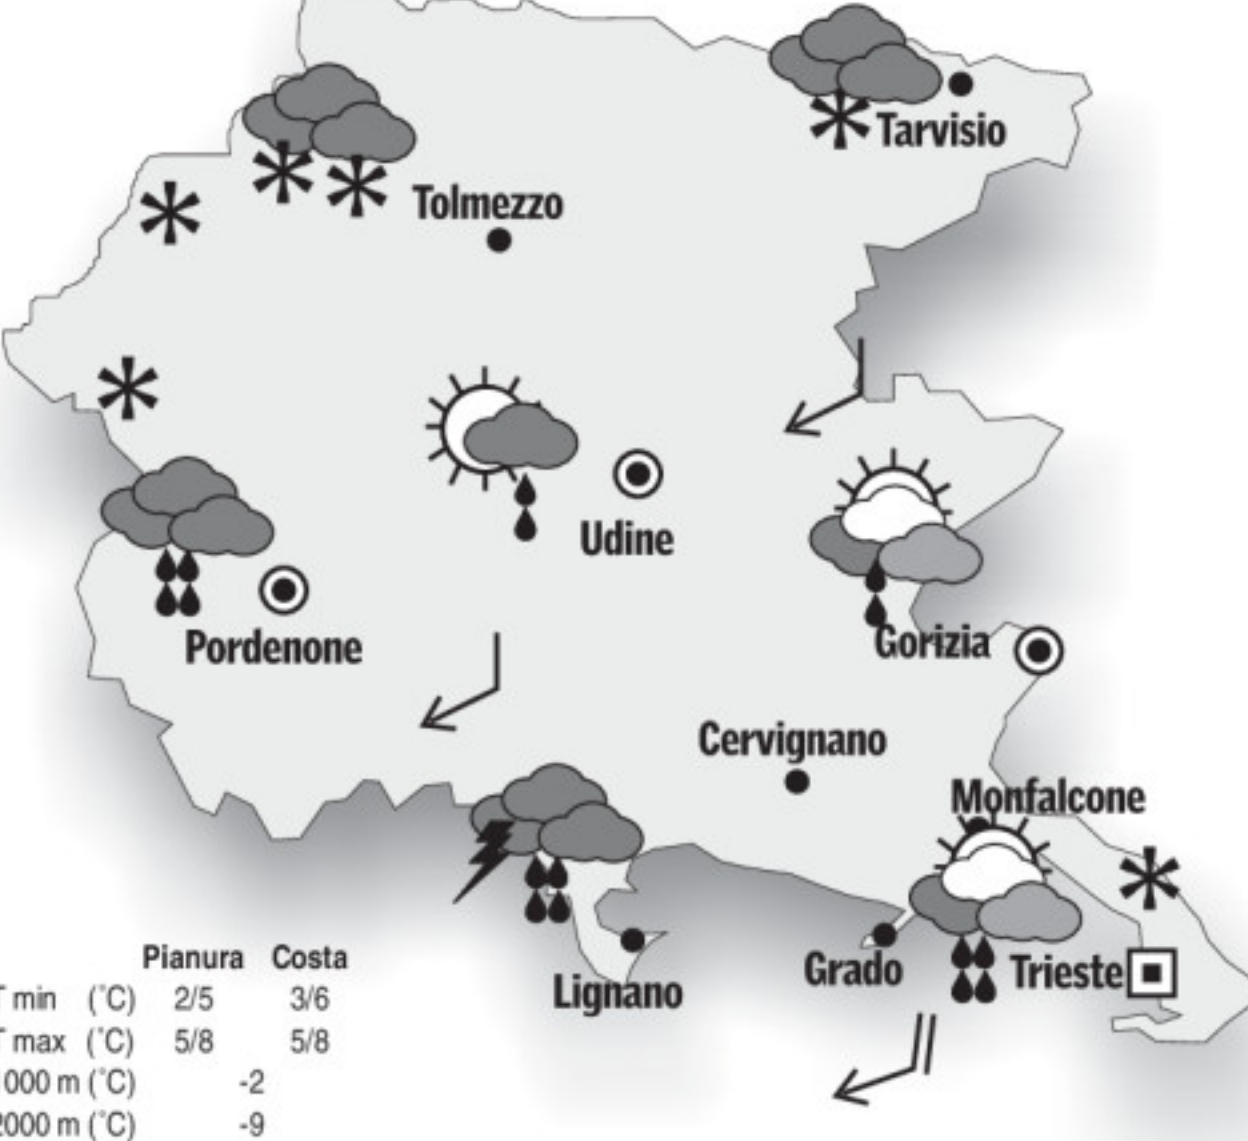 Tarvisio
Tolmezzo
Udine
Pordenone
Gorizia
Cervignano
Monfalcone
Grado
Trieste
Lignano
Pianura Costa
T min (°C) 2/5 3/6
T max (°C) 5/8 5/8
000 m (°C) -2
2000 m (°C) -9